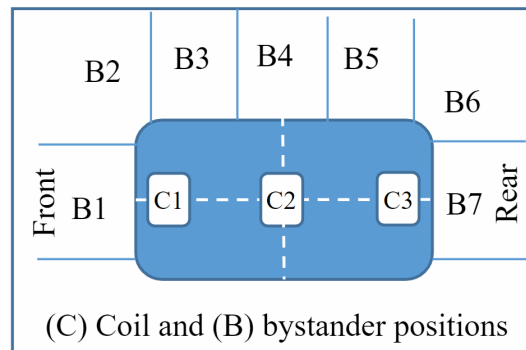 B2 B3 B4 B5 B6
Front B1 C1 C2 C3 B7 Rear
(C) Coil and (B) bystander positions